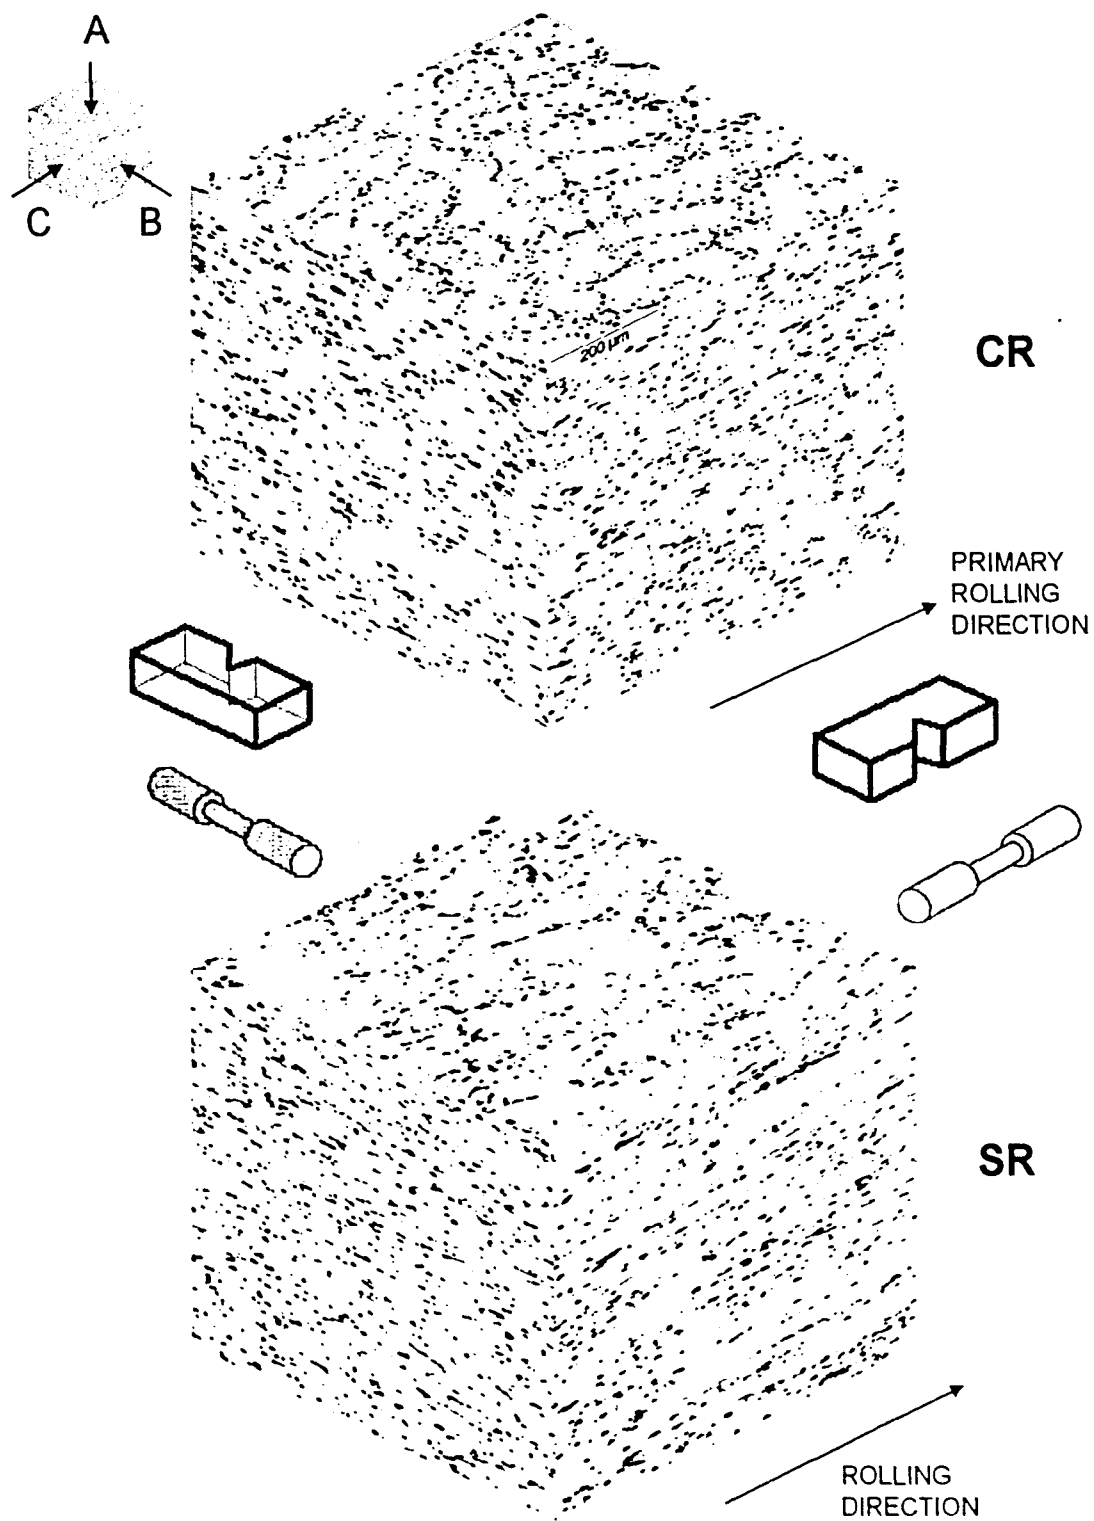 A
C
B
200 µm
CR
PRIMARY
ROLLING
DIRECTION
SR
ROLLING
DIRECTION